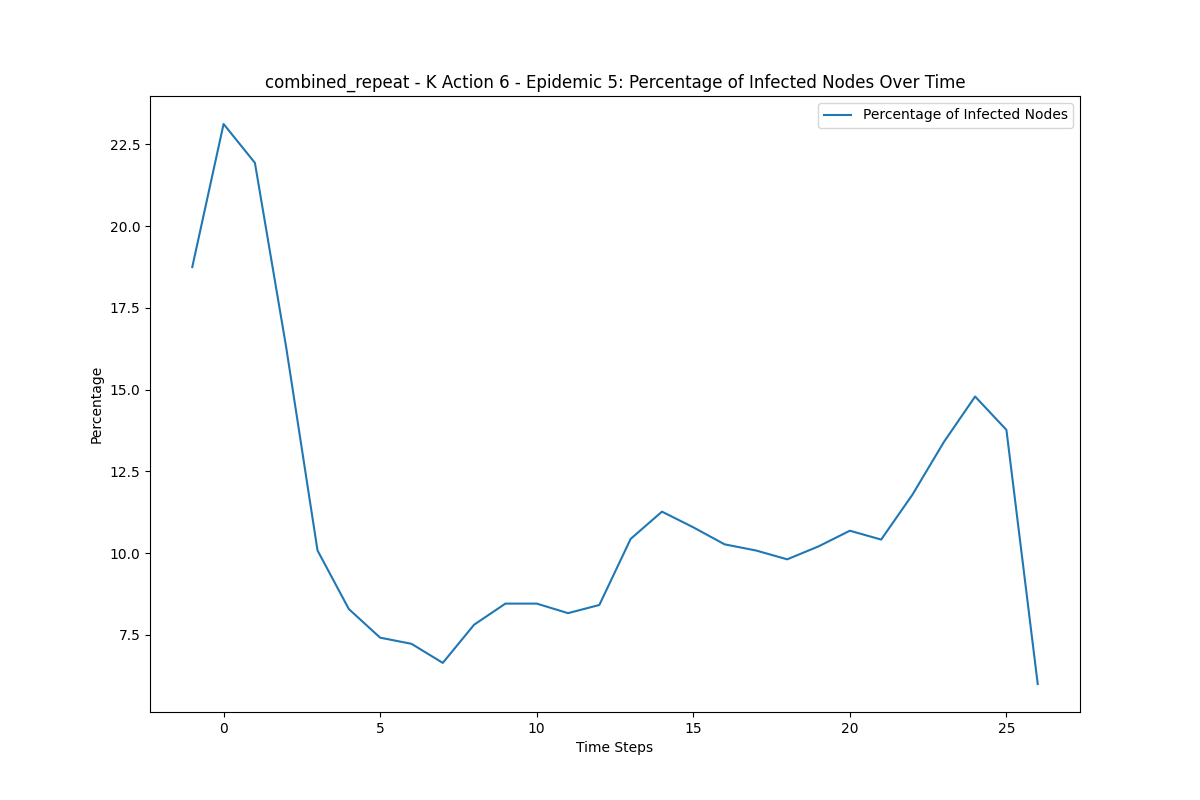 combined_repeat - K Action 6 - Epidemic 5: Percentage of Infected Nodes Over Time
Percentage of Infected Nodes
22.5
20.0
17.5
15.0
12.5
10.0
7.5
Percentage
0 5 10 15 20 25
Time Steps